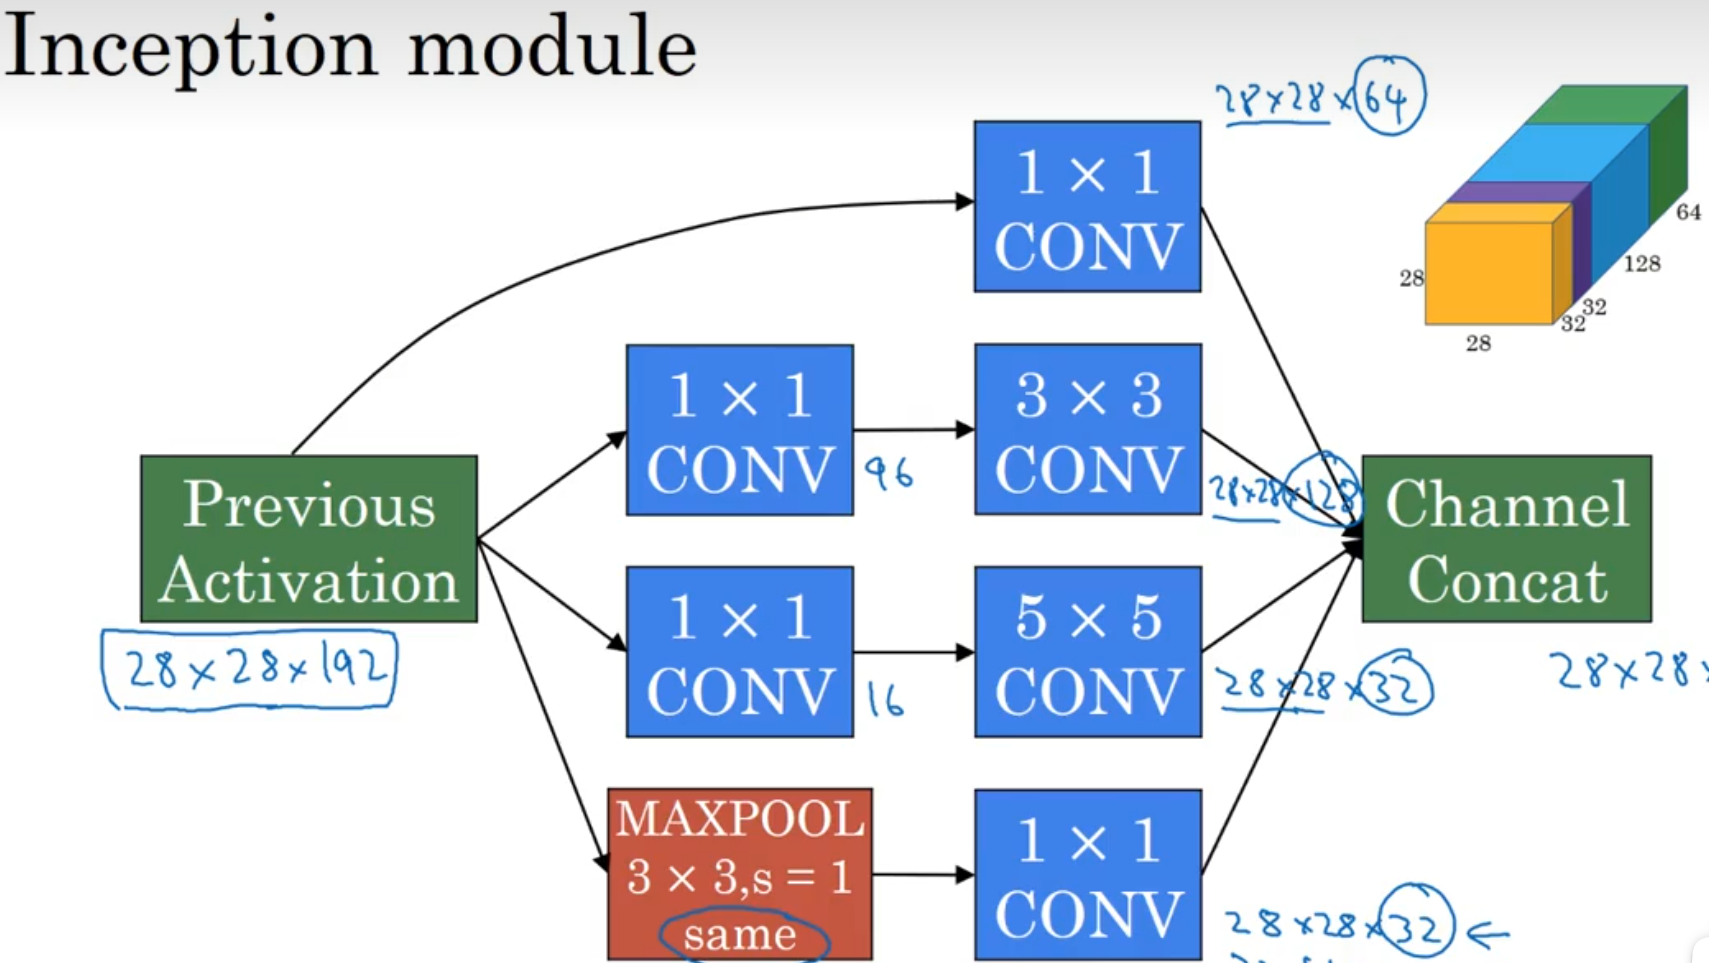 Inception module
28×28×64
1 × 1
CONV
64
128
32
32
28
28
1 × 1
CONV
96
3 × 3
CONV
28×28×128
Previous
Activation
28×28×192
Channel
Concat
28×28×
1 × 1
CONV
16
5 × 5
CONV
28×28×32
MAXPOOL
3 × 3,s = 1
same
1 × 1
CONV
28×28×32 ←